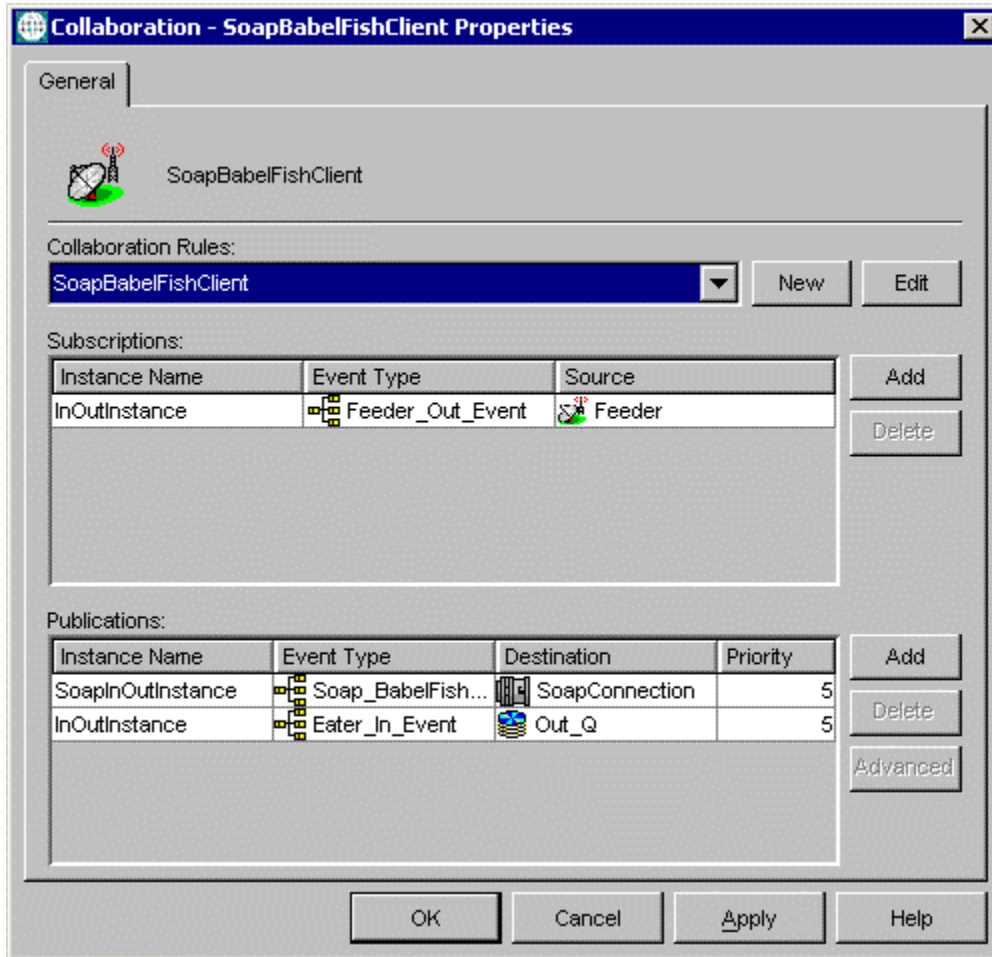 Collaboration - SoapBabelFishClient Properties
General
SoapBabelFishClient
Collaboration Rules:
SoapBabelFishClient New Edit
Subscriptions:
Instance Name Event Type Source Add
InOutInstance Feeder_Out_Event Feeder
Delete
Publications:
Instance Name Event Type Destination Priority Add
SoapInOutInstance Soap_BabelFish... SoapConnection 5
InOutInstance Eater_In_Event Out_Q 5 Delete
Advanced
OK Cancel Apply Help